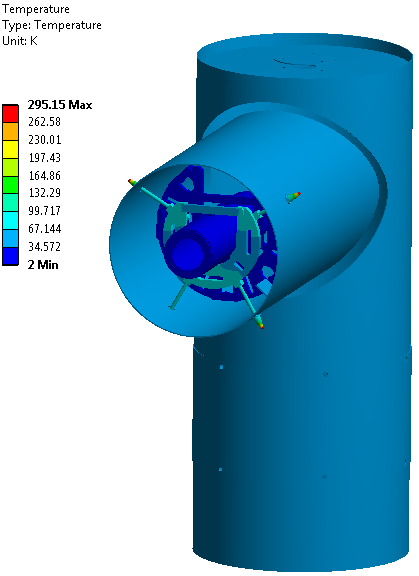 Temperature
Type: Temperature
Unit: K
295.15 Max
262.58
230.01
197.43
164.86
132.29
99.717
67.144
34.572
2 Min